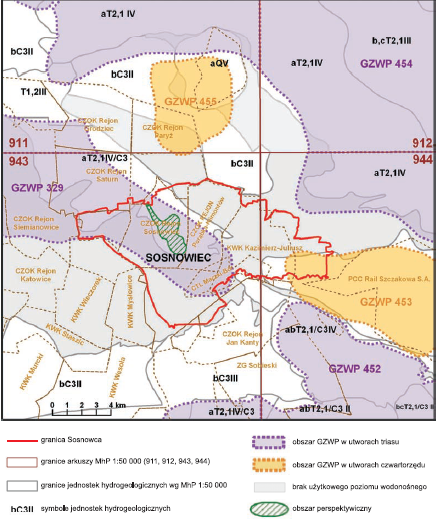 aT2,1 IV
b,cT2,1III
bC3II
bC3II
aQV
aT2,1IV
GZWP 454
T1,2III
GZWP 455
CZOK Rejon
Grodziec
CZOK Rejon
Paryż
911
912
943
944
aT2,1IV/C3
bC3II
CZOK Rejon
Saturn
aT2,1IV
GZWP 329
CZOK Rejon
Siemianowice
CZOK Rejon
Sosnowiec
KWK Kazimierz-Juliusz
SOSNOWIEC
CZOK Rejon
Katowice
PCC Rail Szczakowa S.A.
KWK Wieczorek
KWK Mysłowice
GZWP 453
KWK Staszic
abT2,1/C3IV
CZOK Rejon
Jan Kanty
KWK Murcki
KWK Wesoła
ZG Sobieski
GZWP 452
bC3II
bC3III
0 1 2 3 4 km
aT2,1IV/C3
abT2,1/C3 II
bcT2,1/C3 II
granica Sosnowca
granice arkuszy MhP 1:50 000 (911, 912, 943, 944)
granice jednostek hydrogeologicznych wg MhP 1:50 000
bC3II symbole jednostek hydrogeologicznych
obszar GZWP w utworach triasu
obszar GZWP w utworach czwartorzędu
brak użytkowego poziomu wodonośnego
obszar perspektywiczny